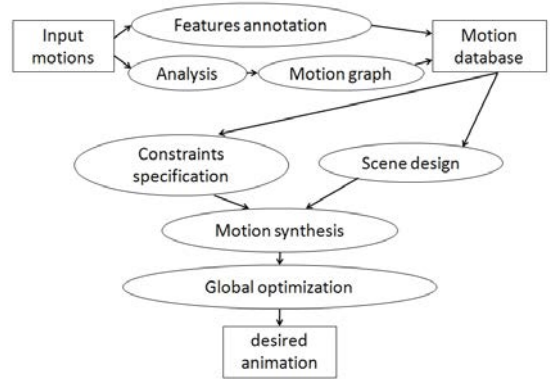 Input
motions
Features annotation
Analysis
Motion graph
Motion
database
Constraints
specification
Scene design
Motion synthesis
Global optimization
desired
animation